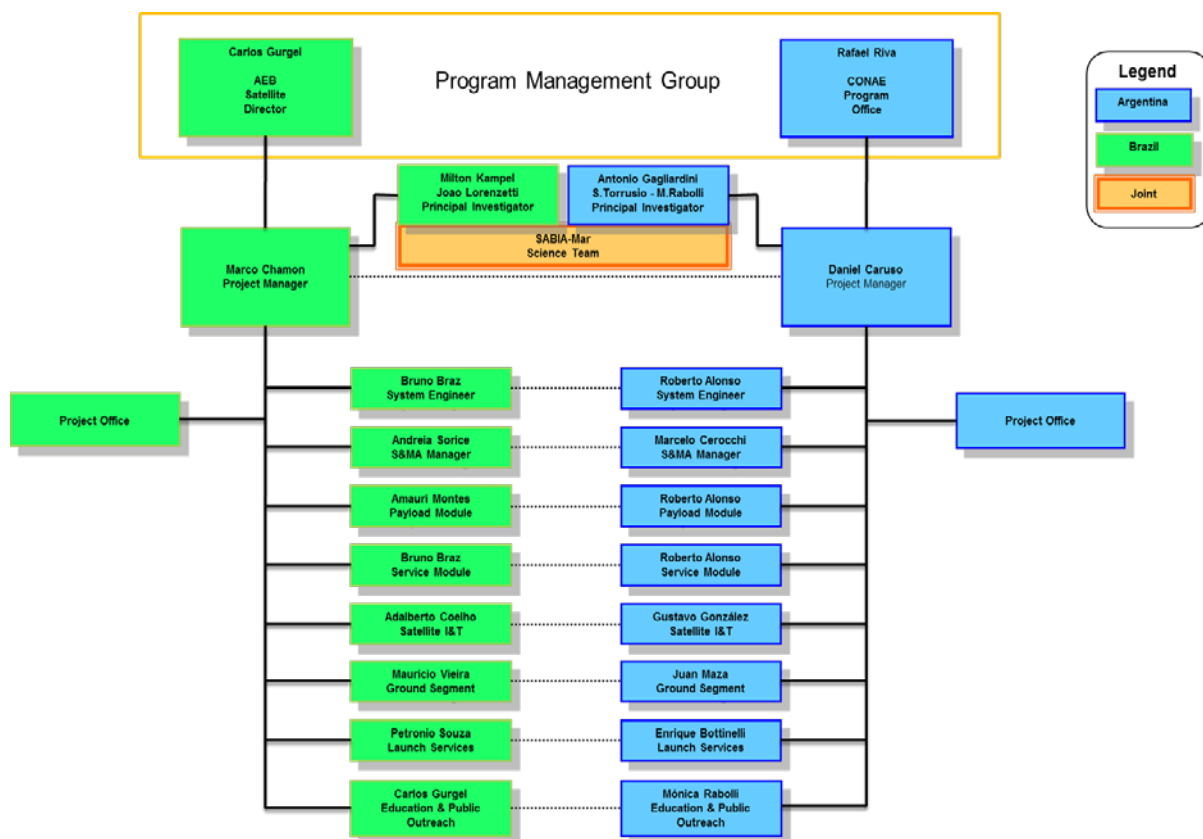 Carlos Gurgel
AEB
Satellite
Director
Program Management Group
Rafael Riva
CONAE
Program
Office
Legend
Argentina
Brazil
Joint
Milton Kampel
Joao Lorenzetti
Principal Investigator
Antonio Gagliardini
S.Torrusio - M.Rabolli
Principal Investigator
SABIA-Mar
Science Team
Marco Chamon
Project Manager
Daniel Caruso
Project Manager
Bruno Braz
System Engineer
Roberto Alonso
System Engineer
Project Office
Project Office
Andreia Sorice
S&MA Manager
Marcelo Cerocchi
S&MA Manager
Amauri Montes
Payload Module
Roberto Alonso
Payload Module
Bruno Braz
Service Module
Roberto Alonso
Service Module
Adalberto Coelho
Satellite I&T
Gustavo González
Satellite I&T
Mauricio Vieira
Ground Segment
Juan Maza
Ground Segment
Petronio Souza
Launch Services
Enrique Bottinelli
Launch Services
Carlos Gurgel
Education & Public
Outreach
Mónica Rabolli
Education & Public
Outreach